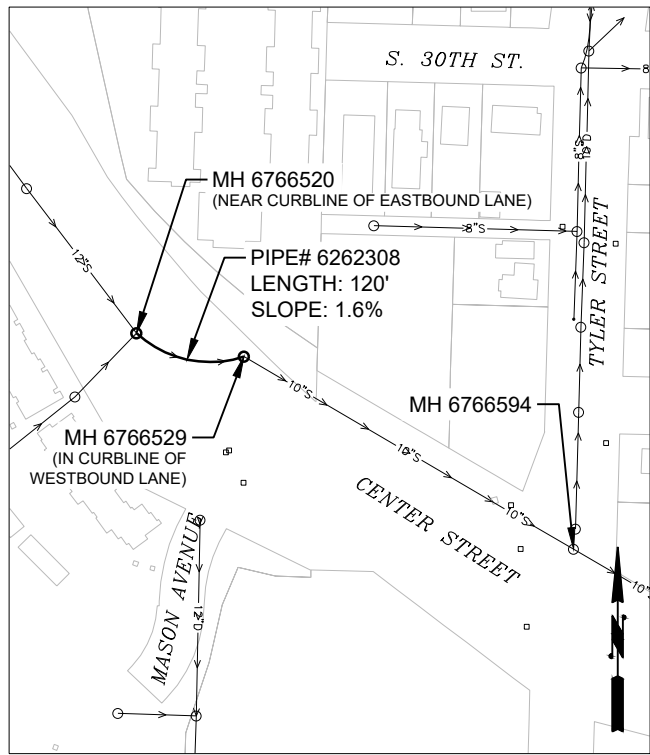 S. 30TH ST.
8
8"S
MH 6766520
(NEAR CURBLINE OF EASTBOUND LANE)
8"S
TYLER STREET
PIPE# 6262308
LENGTH: 120'
SLOPE: 1.6%
12"S
10"S
MH 6766594
MH 6766529
(IN CURBLINE OF
WESTBOUND LANE)
10"S
CENTER STREET
10"S
10"S
MASON AVENUE
12"D
N